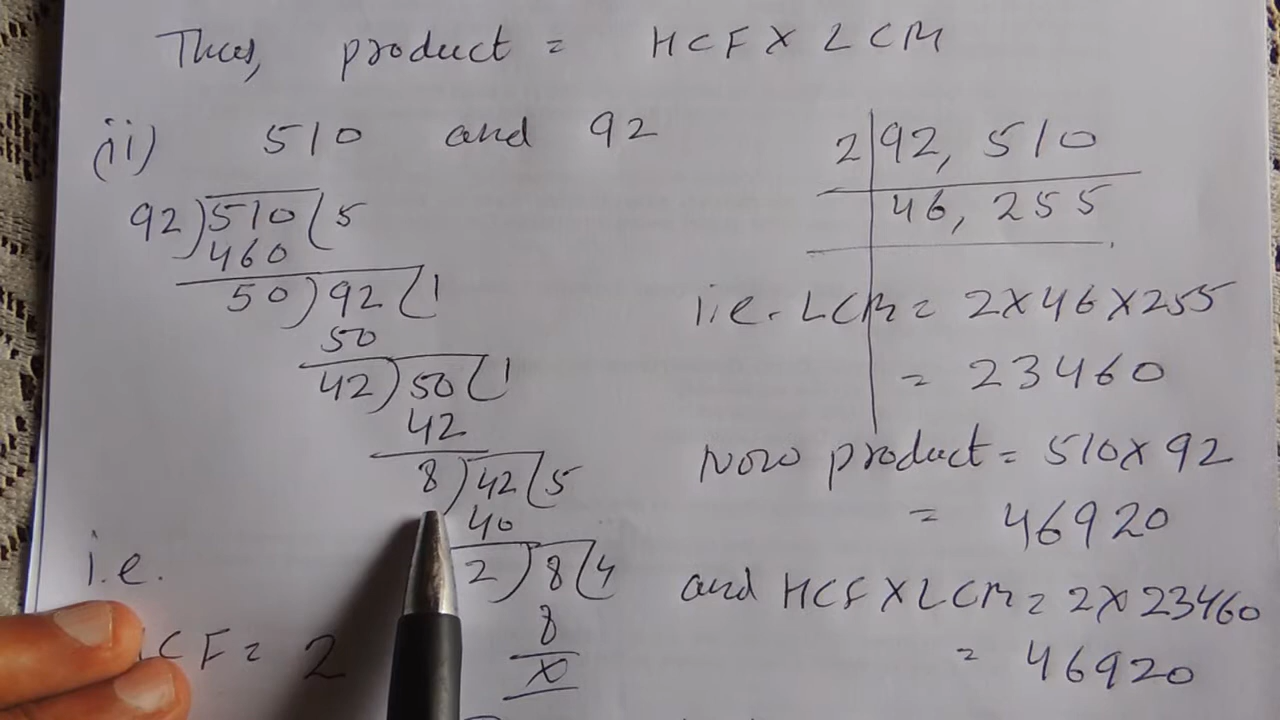 Thus, product = HCF X LCM
(ii) 510 and 92
92)510(5
460
50)92(1
50
42)50(1
42
8)42(5
40
2)8(4
8
X
i.e.
CF = 2
2|92, 510
46, 255
i.e. LCM = 2X46X255
= 23460
Now product = 510X92
= 46920
and HCFXLCM = 2X23460
= 46920